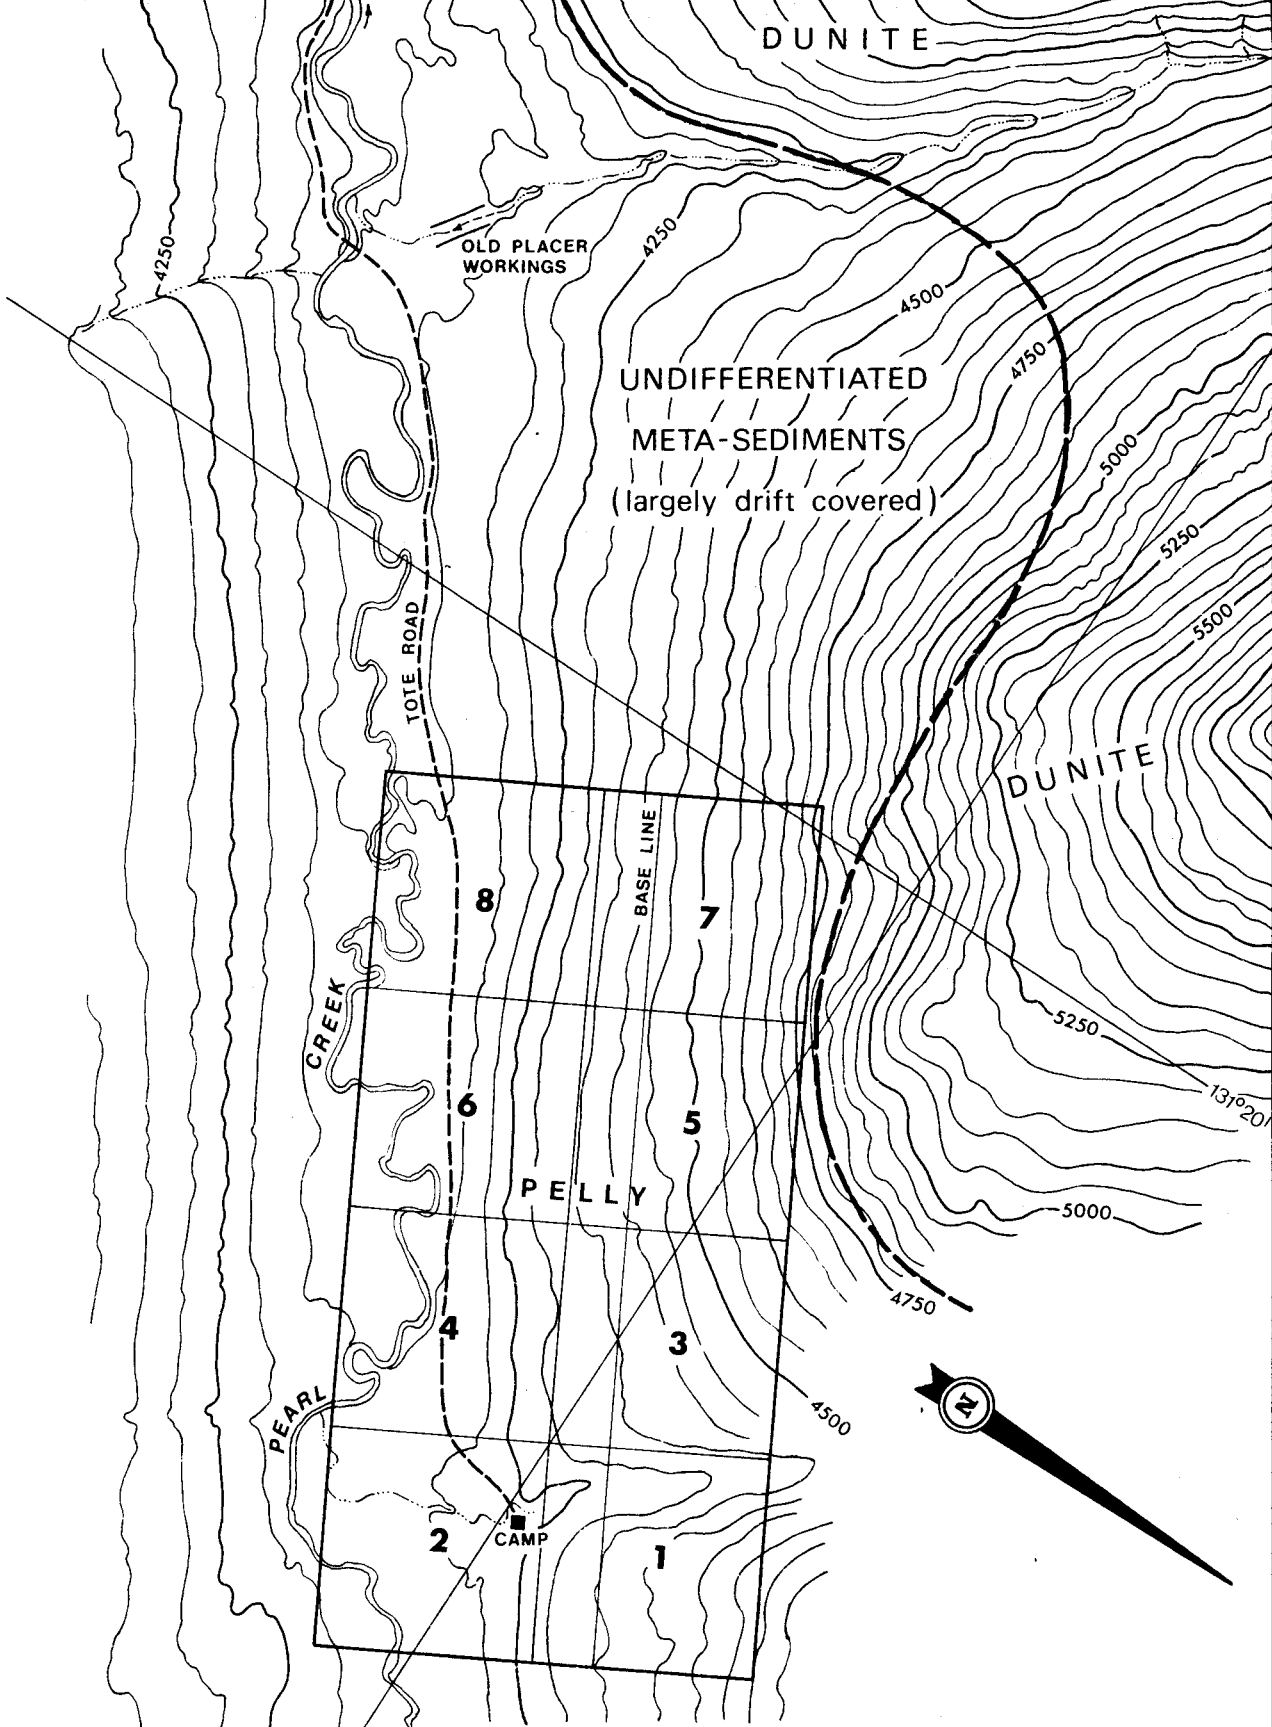 DUNITE
4250
OLD PLACER
WORKINGS
4250
4500
UNDIFFERENTIATED
META-SEDIMENTS
(largely drift covered)
4750
5000
5250
5500
TOTE ROAD
DUNITE
BASE LINE
8
7
CREEK
5250
131°20'
6
5
PELLY
5000
4750
4
3
PEARL
4500
N
2
CAMP
1